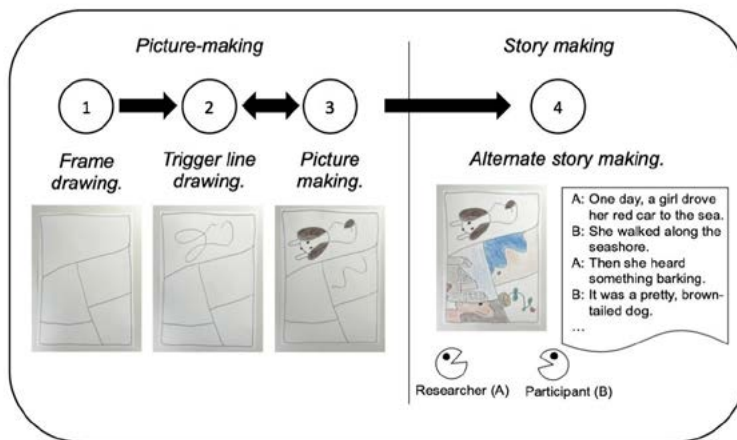 Picture-making
Story making
1
2
3
4
Frame
drawing.
Trigger line
drawing.
Picture
making.
Alternate story making.
A: One day, a girl drove
her red car to the sea.
B: She walked along the
seashore.
A: Then she heard
something barking.
B: It was a pretty, brown-
tailed dog.
...
Researcher (A)
Participant (B)